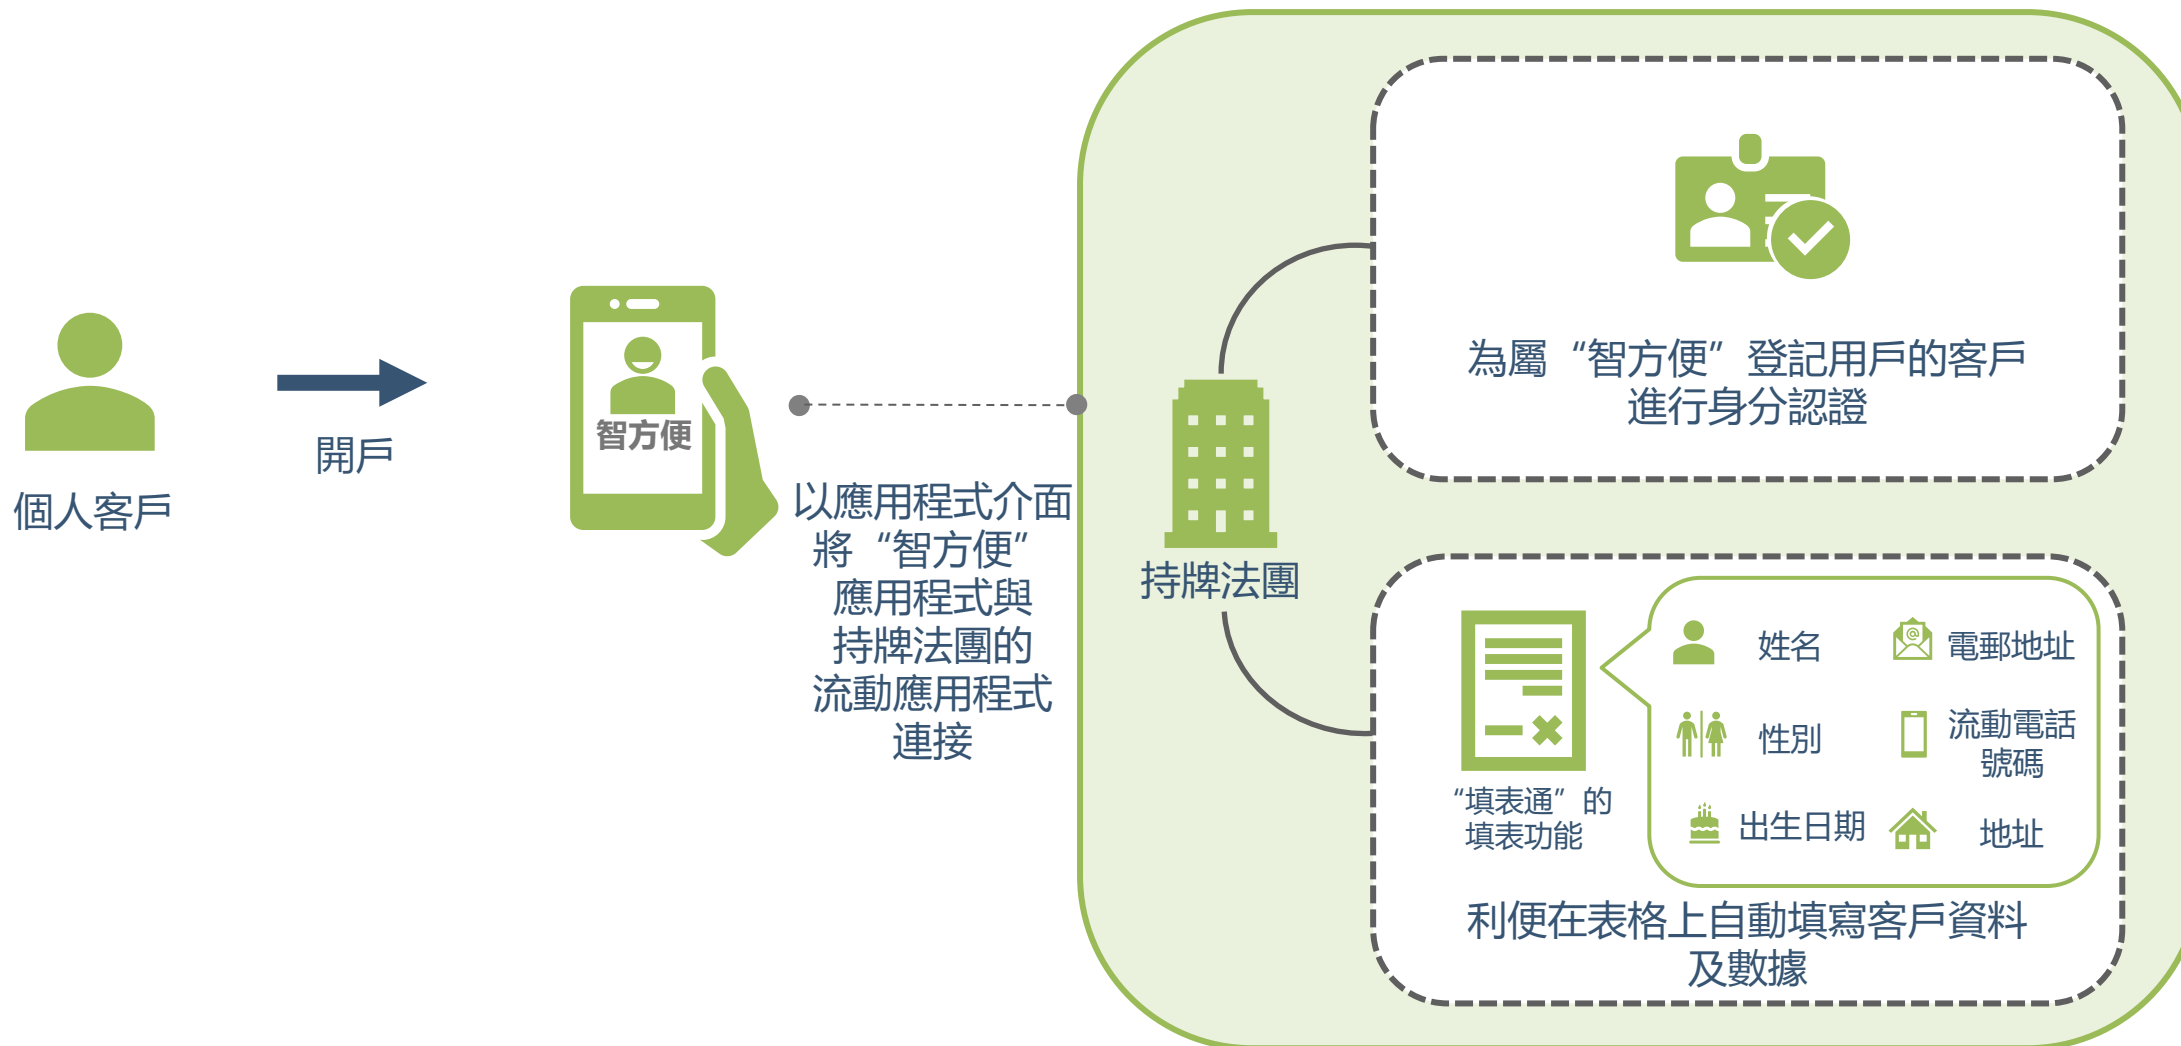 個人客戶
開戶
智方便
以應用程式介面
將“智方便”
應用程式與
持牌法團的
流動應用程式
連接
持牌法團
為屬“智方便”登記用戶的客戶
進行身分認證
“填表通”的
填表功能
姓名
電郵地址
性別
流動電話
號碼
出生日期
地址
利便在表格上自動填寫客戶資料
及數據